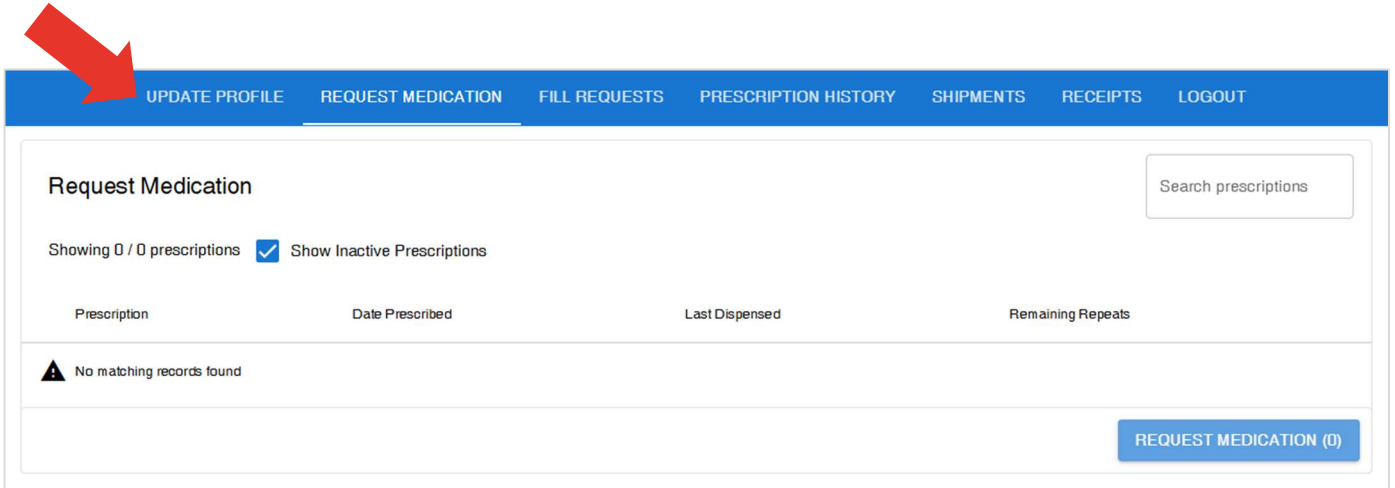 UPDATE PROFILE REQUEST MEDICATION FILL REQUESTS PRESCRIPTION HISTORY SHIPMENTS RECEIPTS LOGOUT
Request Medication
Search prescriptions
Showing 0 / 0 prescriptions Show Inactive Prescriptions
Prescription Date Prescribed Last Dispensed Remaining Repeats
No matching records found
REQUEST MEDICATION (0)